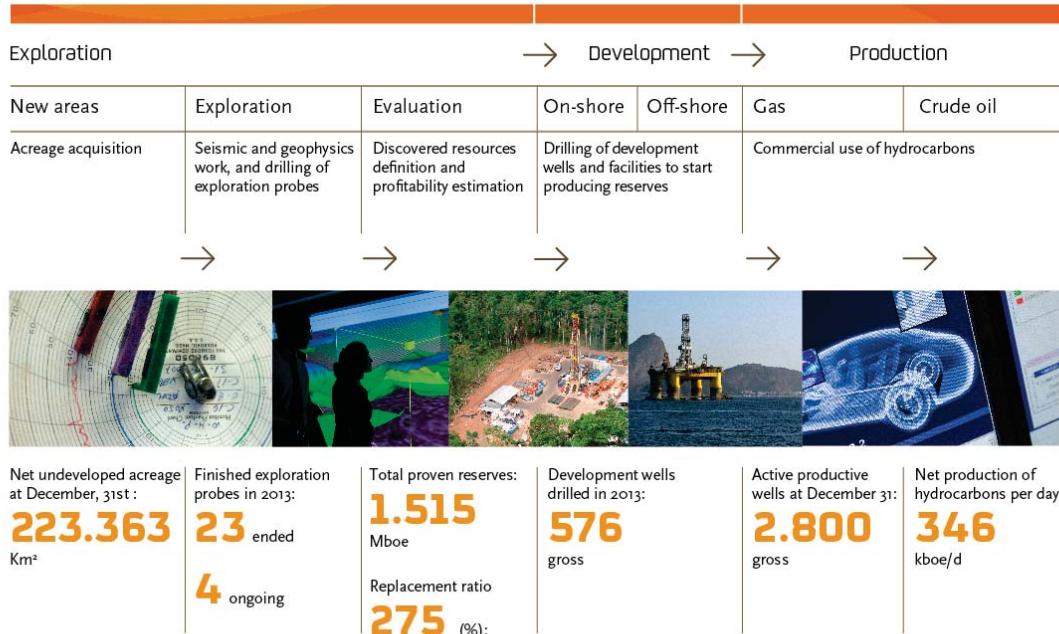 Exploration
Development
Production
New areas
Exploration
Evaluation
On-shore
Off-shore
Gas
Crude oil
Acreage acquisition
Seismic and geophysics
work, and drilling of
exploration probes
Discovered resources
definition and
profitability estimation
Drilling of development
wells and facilities to start
producing reserves
Commercial use of hydrocarbons
Net undeveloped acreage
at December, 31st :
223.363
Km²
Finished exploration
probes in 2013:
23 ended
4 ongoing
Total proven reserves:
1.515
Mboe
Replacement ratio
275 (%):
Development wells
drilled in 2013:
576
gross
Active productive
wells at December 31:
2.800
gross
Net production of
hydrocarbons per day
346
kboe/d